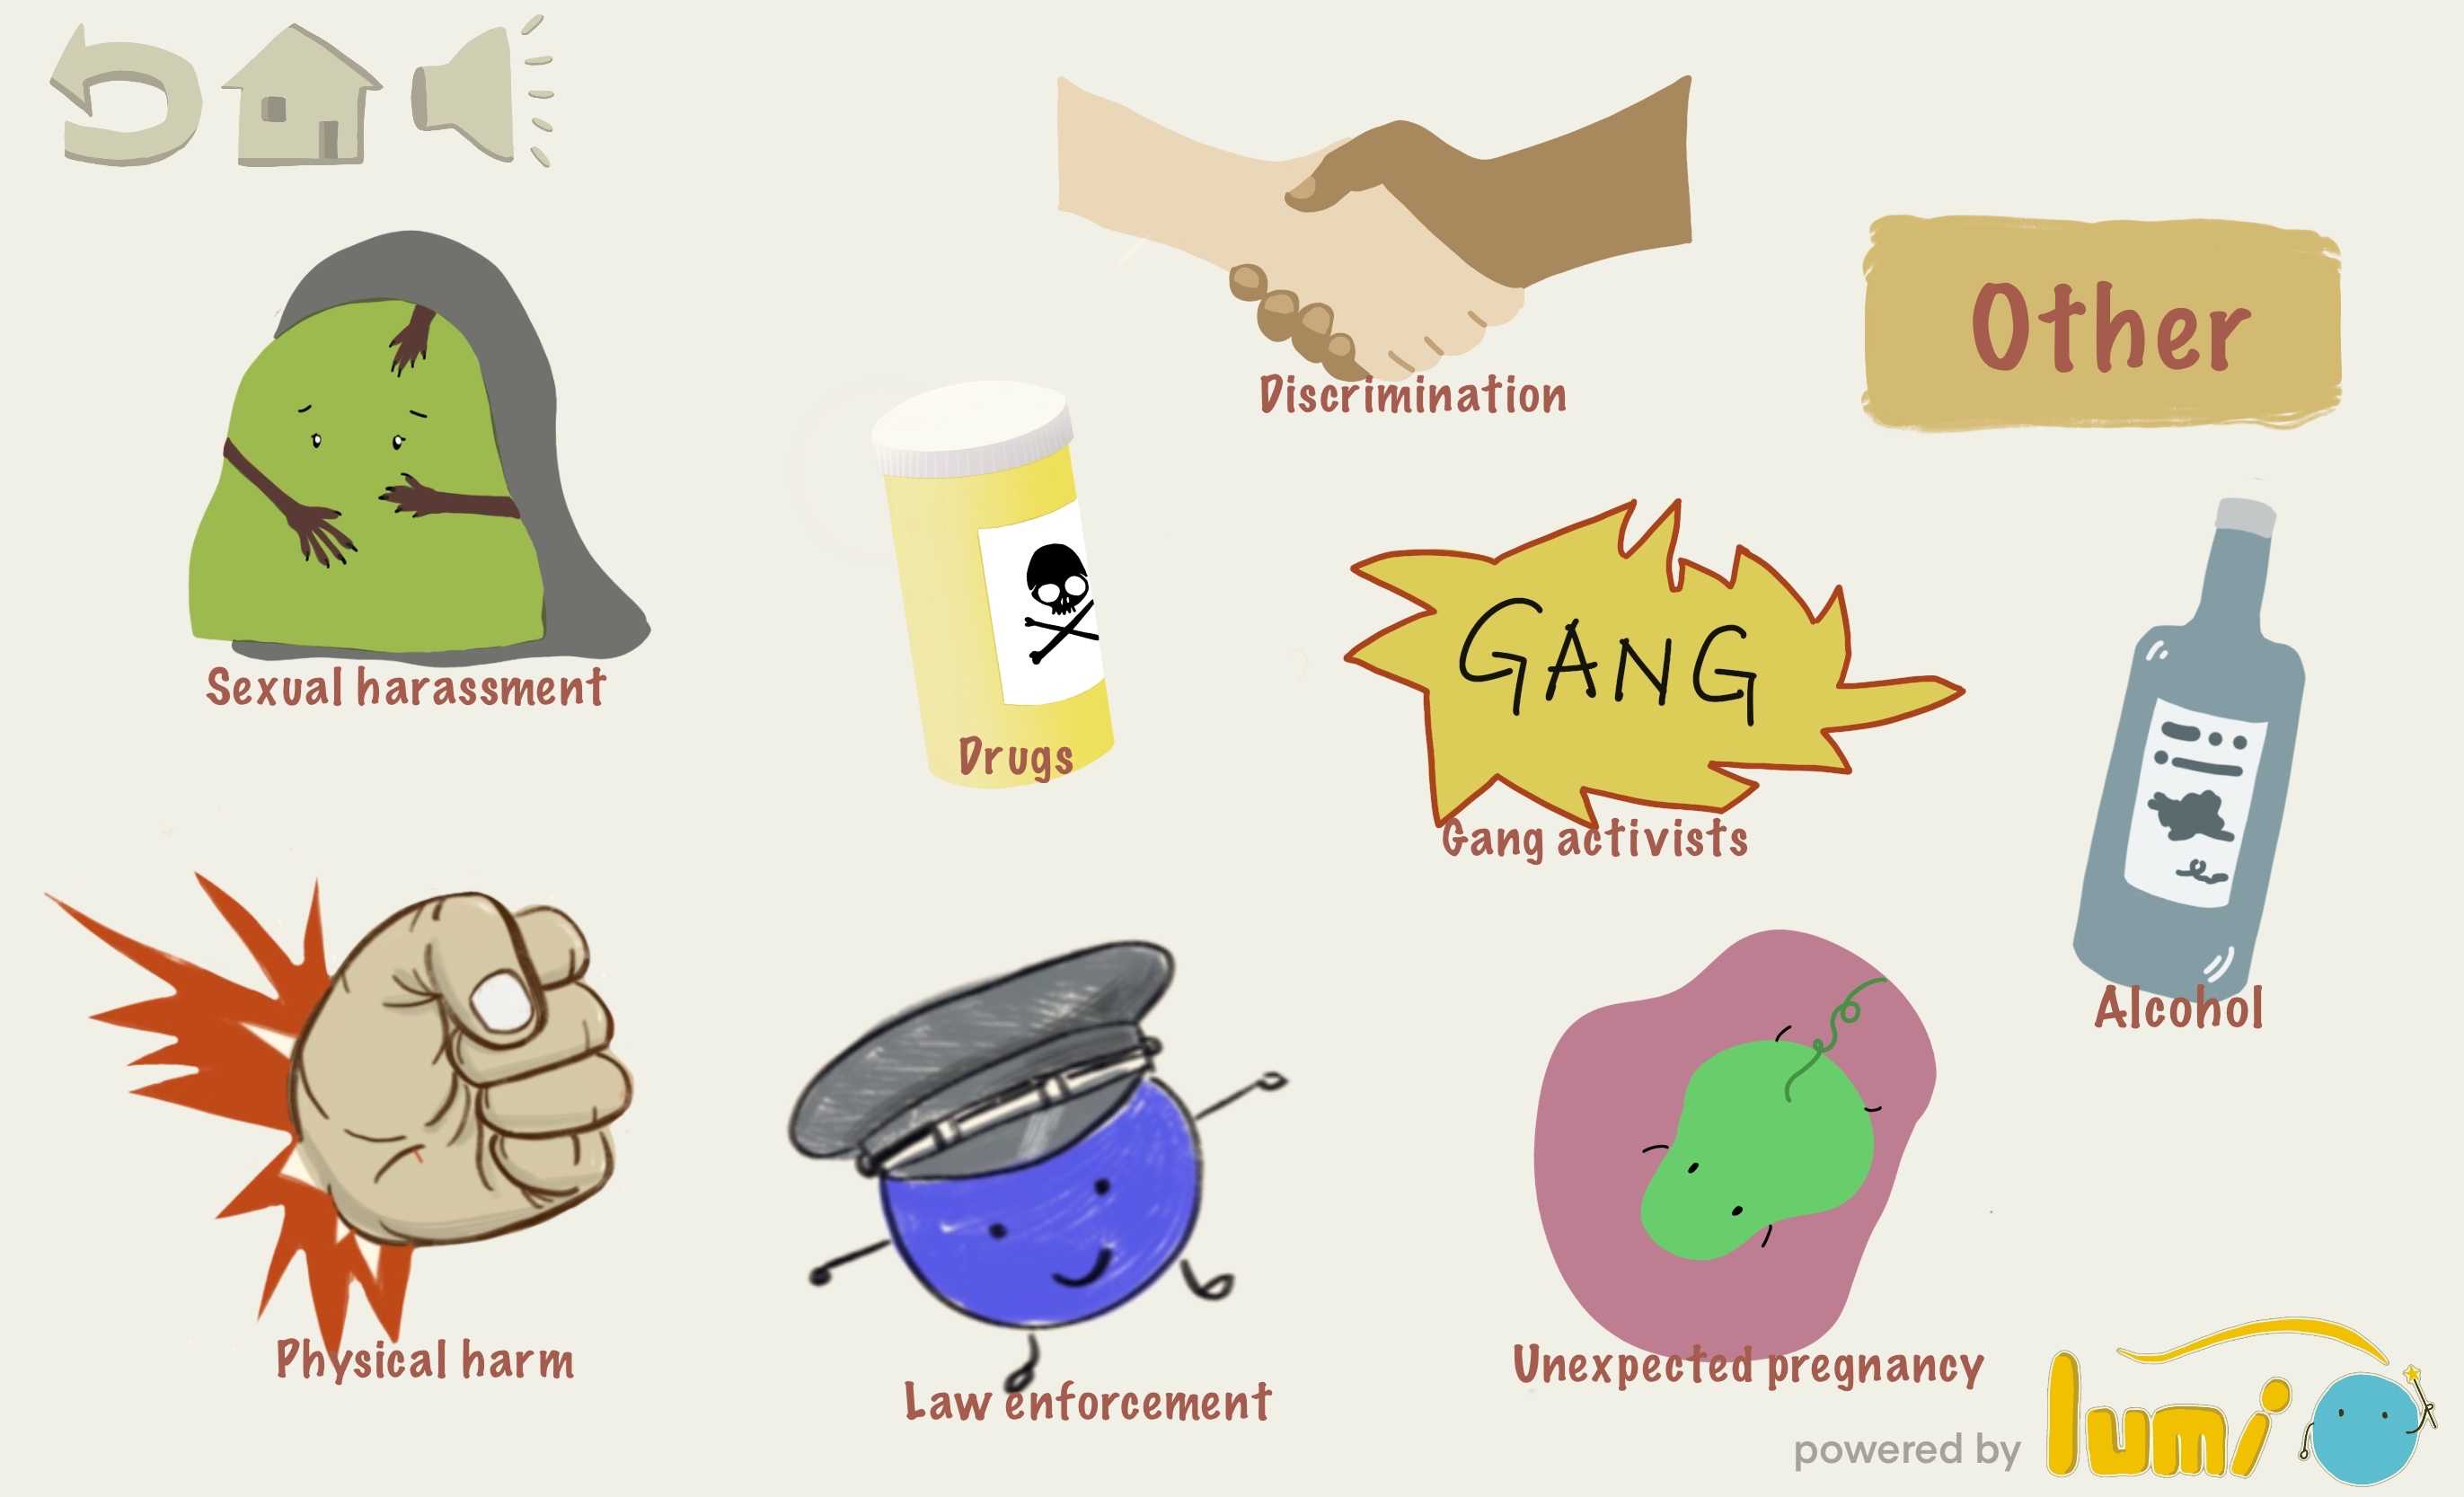 Discrimination
Other
Sexual harassment
Drugs
GANG
Gang activists
Alcohol
Physical harm
Law enforcement
Unexpected pregnancy
powered by lumi